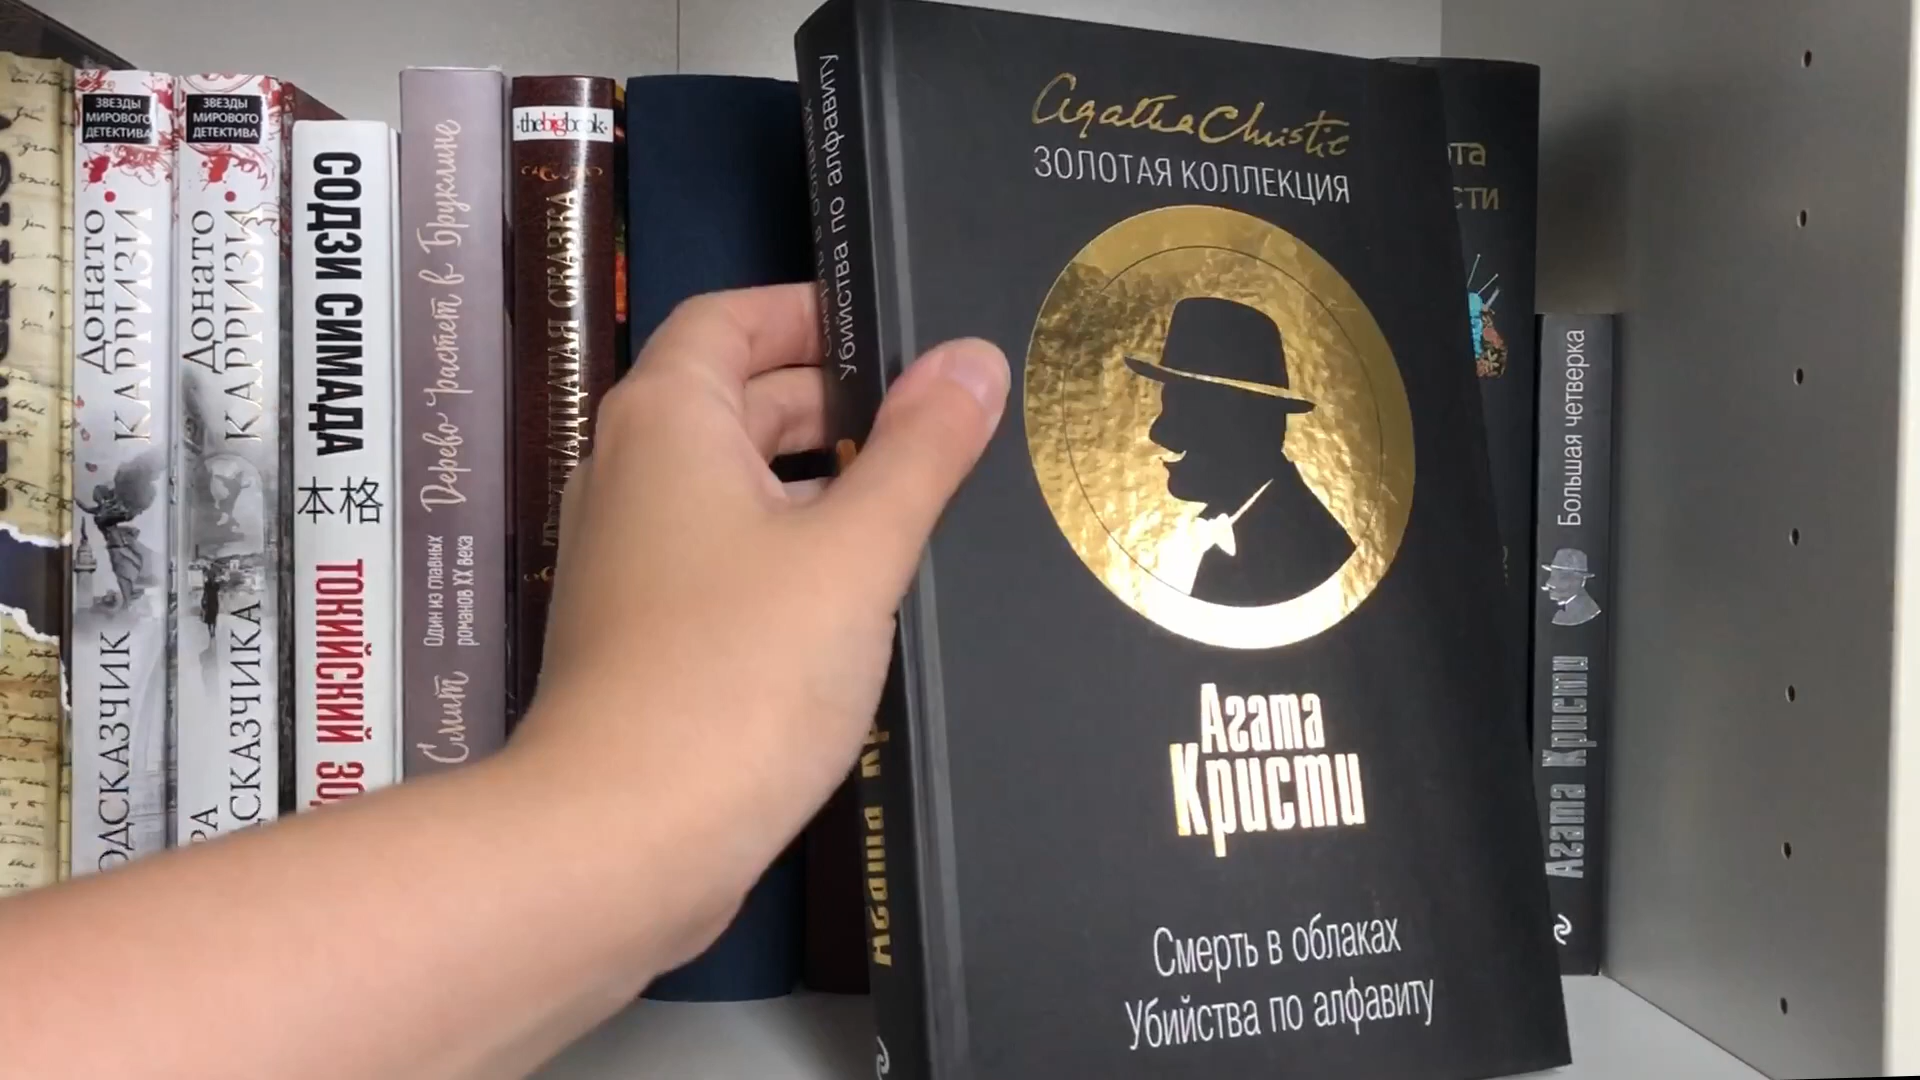 ЗВЕЗДЫ
МИРОВОГО
ДЕТЕКТИВА
ДОНАТО
КАРРИЗИ
ЗВЕЗДЫ
МИРОВОГО
ДЕТЕКТИВА
ДОНАТО
КАРРИЗИ
СОДЗИ СИМАДА
本格
ТОКИЙСКИЙ
Смит
Один из главных
романов XX века
Дерево растет в Бруклине
·thebigbook·
СКАЗКА
Агата
Смерть в облаках
Убийства по алфавиту
Agatha Christie
ЗОЛОТАЯ КОЛЛЕКЦИЯ
Агата
Кристи
Смерть в облаках
Убийства по алфавиту
Агата Кристи
Большая четверка